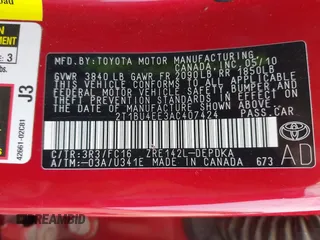 MFD.BY:TOYOTA MOTOR MANUFACTURING
CANADA, INC. 05/10
GVWR 3840 LB GAWR FR 2090LB RR 1850LB
THIS VEHICLE CONFORMS TO ALL APPLICABLE
FEDERAL MOTOR VEHICLE SAFETY, BUMPER, AND
THEFT PREVENTION STANDARDS IN EFFECT ON
THE DATE OF MANUFACTURE SHOWN ABOVE.
2T1BU4EE3AC407424 PASS.CAR
C/TR:3R3/FC16 ZRE142L-DEPDKA
A/TM:-03A/U341E MADE IN CANADA 673
AD
J3
42661-02C81
3